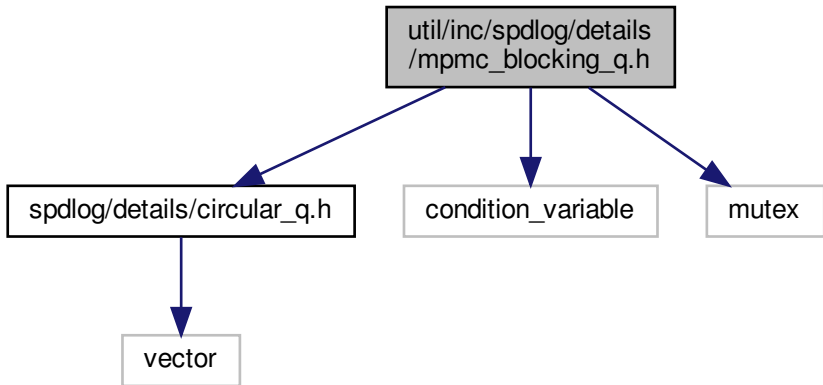 util/inc/spdlog/details
/mpmc_blocking_q.h
spdlog/details/circular_q.h
condition_variable
mutex
vector